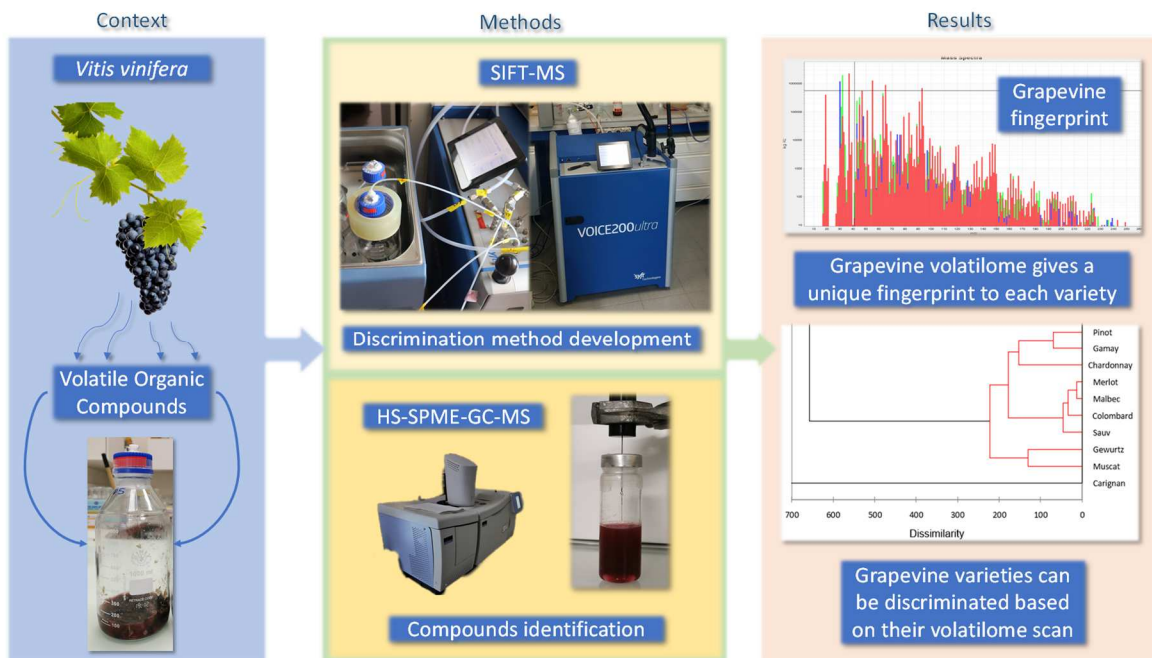 Context
Vitis vinifera
Volatile Organic
Compounds
Methods
SIFT-MS
VOICE200ultra
Discrimination method development
HS-SPME-GC-MS
Compounds identification
Results
Mass Spectra
Grapevine
fingerprint
Grapevine volatilome gives a
unique fingerprint to each variety
Pinot
Gamay
Chardonnay
Merlot
Malbec
Colombard
Sauv
Gewurtz
Muscat
Carignan
700 600 500 400 300 200 100 0
Dissimilarity
Grapevine varieties can
be discriminated based
on their volatilome scan